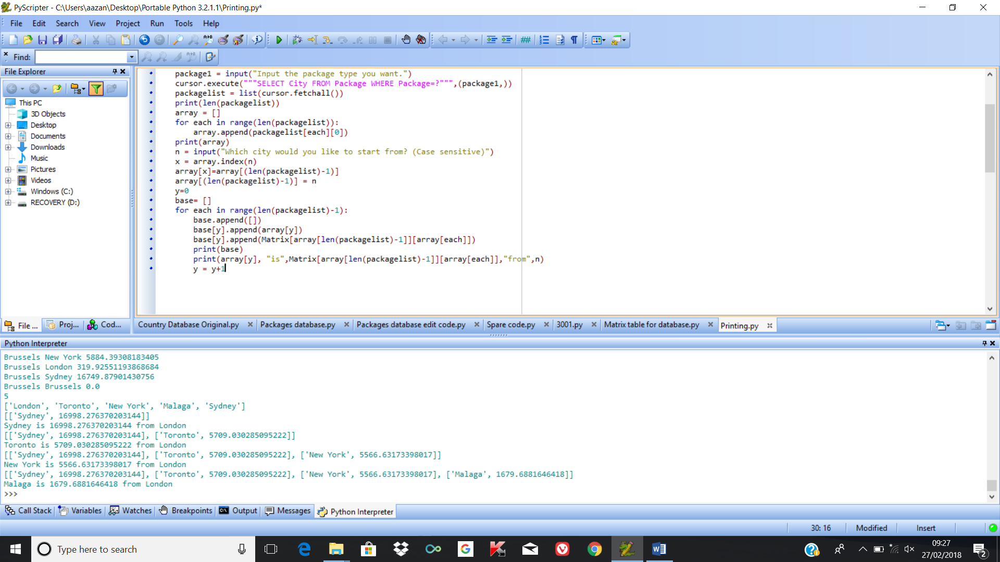 PyScripter - C:\Users\aazan\Desktop\Portable Python 3.2.1.1\Printing.py*
File Edit Search View Project Run Tools Help
Find:
File Explorer
This PC
3D Objects
Desktop
Documents
Downloads
Music
Pictures
Videos
Windows (C:)
RECOVERY (D:)
File ... Proj... Cod...
package1 = input("Input the package type you want.")
cursor.execute("""SELECT City FROM Package WHERE Package=?""",(package1,))
packagelist = list(cursor.fetchall())
print(len(packagelist))
array = []
for each in range(len(packagelist)):
    array.append(packagelist[each][0])
print(array)
n = input("Which city would you like to start from? (Case sensitive)")
x = array.index(n)
array[x]=array[(len(packagelist)-1)]
array[(len(packagelist)-1)] = n
y=0
base= []
for each in range(len(packagelist)-1):
    base.append([])
    base[y].append(array[y])
    base[y].append(Matrix[array[len(packagelist)-1]][array[each]])
    print(base)
    print(array[y], "is",Matrix[array[len(packagelist)-1]][array[each]],"from",n)
    y = y+1
Country Database Original.py Packages database.py Packages database edit code.py Spare code.py 3001.py Matrix table for database.py Printing.py
Python Interpreter
Brussels New York 5884.39308183405
Brussels London 319.92551193868684
Brussels Sydney 16749.87901430756
Brussels Brussels 0.0
5
['London', 'Toronto', 'New York', 'Malaga', 'Sydney']
[['Sydney', 16998.276370203144]]
Sydney is 16998.276370203144 from London
[['Sydney', 16998.276370203144], ['Toronto', 5709.030285095222]]
Toronto is 5709.030285095222 from London
[['Sydney', 16998.276370203144], ['Toronto', 5709.030285095222], ['New York', 5566.63173398017]]
New York is 5566.63173398017 from London
[['Sydney', 16998.276370203144], ['Toronto', 5709.030285095222], ['New York', 5566.63173398017], ['Malaga', 1679.6881646418]]
Malaga is 1679.6881646418 from London
>>>
Call Stack Variables Watches Breakpoints Output Messages Python Interpreter
30: 16 Modified Insert
Type here to search
09:27
27/02/2018
2